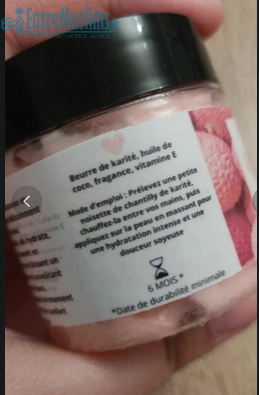 EntreMuslims
Beurre de karité, huile de
coco, fragance, vitamine E
Mode d'emploi : Prélevez une petite
noisette de chantilly de karité,
chauffez-la entre vos mains, puis
appliquez sur la peau en massant pour
une hydratation intense et une
douceur soyeuse
6 MOIS *
*Date de durabilité minimale